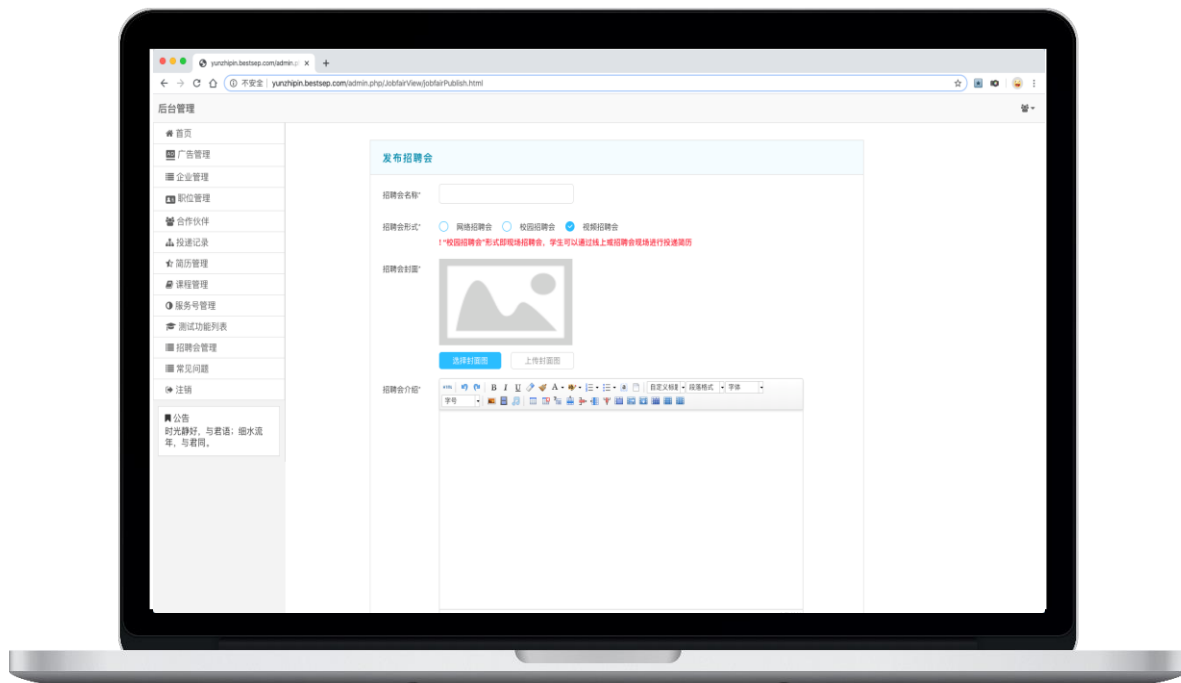 yunzhipin.bestsep.com/admin.p
不安全 | yunzhipin.bestsep.com/admin.php/JobfairView/jobfairPublish.html
后台管理
首页
广告管理
企业管理
职位管理
合作伙伴
投递记录
简历管理
课程管理
服务号管理
测试功能列表
招聘会管理
常见问题
注销
公告
时光静好，与君语；细水流
年，与君同。
发布招聘会
招聘会名称*
招聘会形式* 网络招聘会 校园招聘会 视频招聘会
! "校园招聘会"形式即现场招聘会，学生可以通过线上或招聘会现场进行投递简历
招聘会封面*
选择封面图 上传封面图
招聘会介绍*
HTML B I U A 自定义标题 段落格式 字体
字号